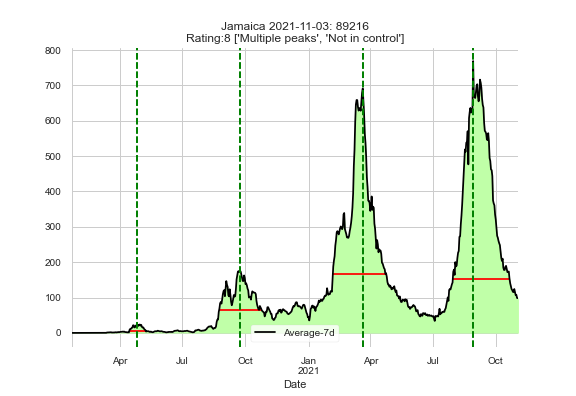 Jamaica 2021-11-03: 89216
Rating:8 ['Multiple peaks', 'Not in control']
800
700
600
500
400
300
200
100
0
Average-7d
Apr Jul Oct Jan Apr Jul Oct
2021
Date